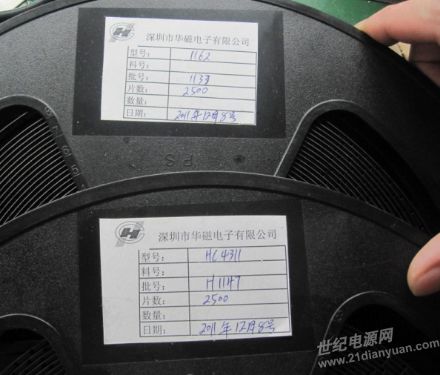 深圳市华磁电子有限公司
型号: 1162
料号:
批号: 1133
片数: 2500
数量:
日期: 2011年12月8号
PS
深圳市华磁电子有限公司
型号: HC4311
料号:
批号: H1147
片数: 2500
数量:
日期: 2011年12月8号
世纪电源网
www.21dianyuan.com